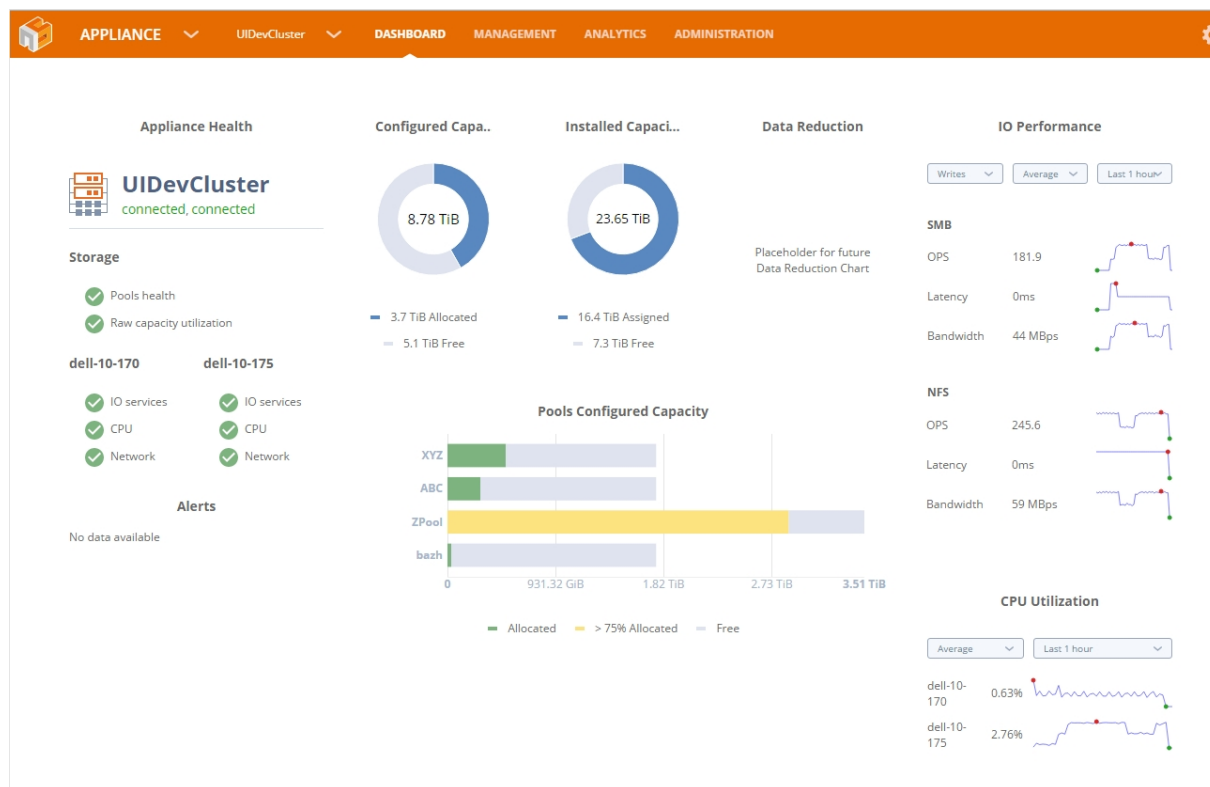 APPLIANCE
UIDevCluster
DASHBOARD
MANAGEMENT
ANALYTICS
ADMINISTRATION
Appliance Health
UIDevCluster
connected, connected
Storage
Pools health
Raw capacity utilization
dell-10-170
dell-10-175
IO services
IO services
CPU
CPU
Network
Network
Alerts
No data available
Configured Capa..
8.78 TiB
3.7 TiB Allocated
5.1 TiB Free
Installed Capaci...
23.65 TiB
16.4 TiB Assigned
7.3 TiB Free
Data Reduction
Placeholder for future
Data Reduction Chart
Pools Configured Capacity
XYZ
ABC
ZPool
bazh
0
931.32 GiB
1.82 TiB
2.73 TiB
3.51 TiB
Allocated
> 75% Allocated
Free
IO Performance
Writes
Average
Last 1 hour
SMB
OPS 181.9
Latency 0ms
Bandwidth 44 MBps
NFS
OPS 245.6
Latency 0ms
Bandwidth 59 MBps
CPU Utilization
Average
Last 1 hour
dell-10-
170
0.63%
dell-10-
175
2.76%